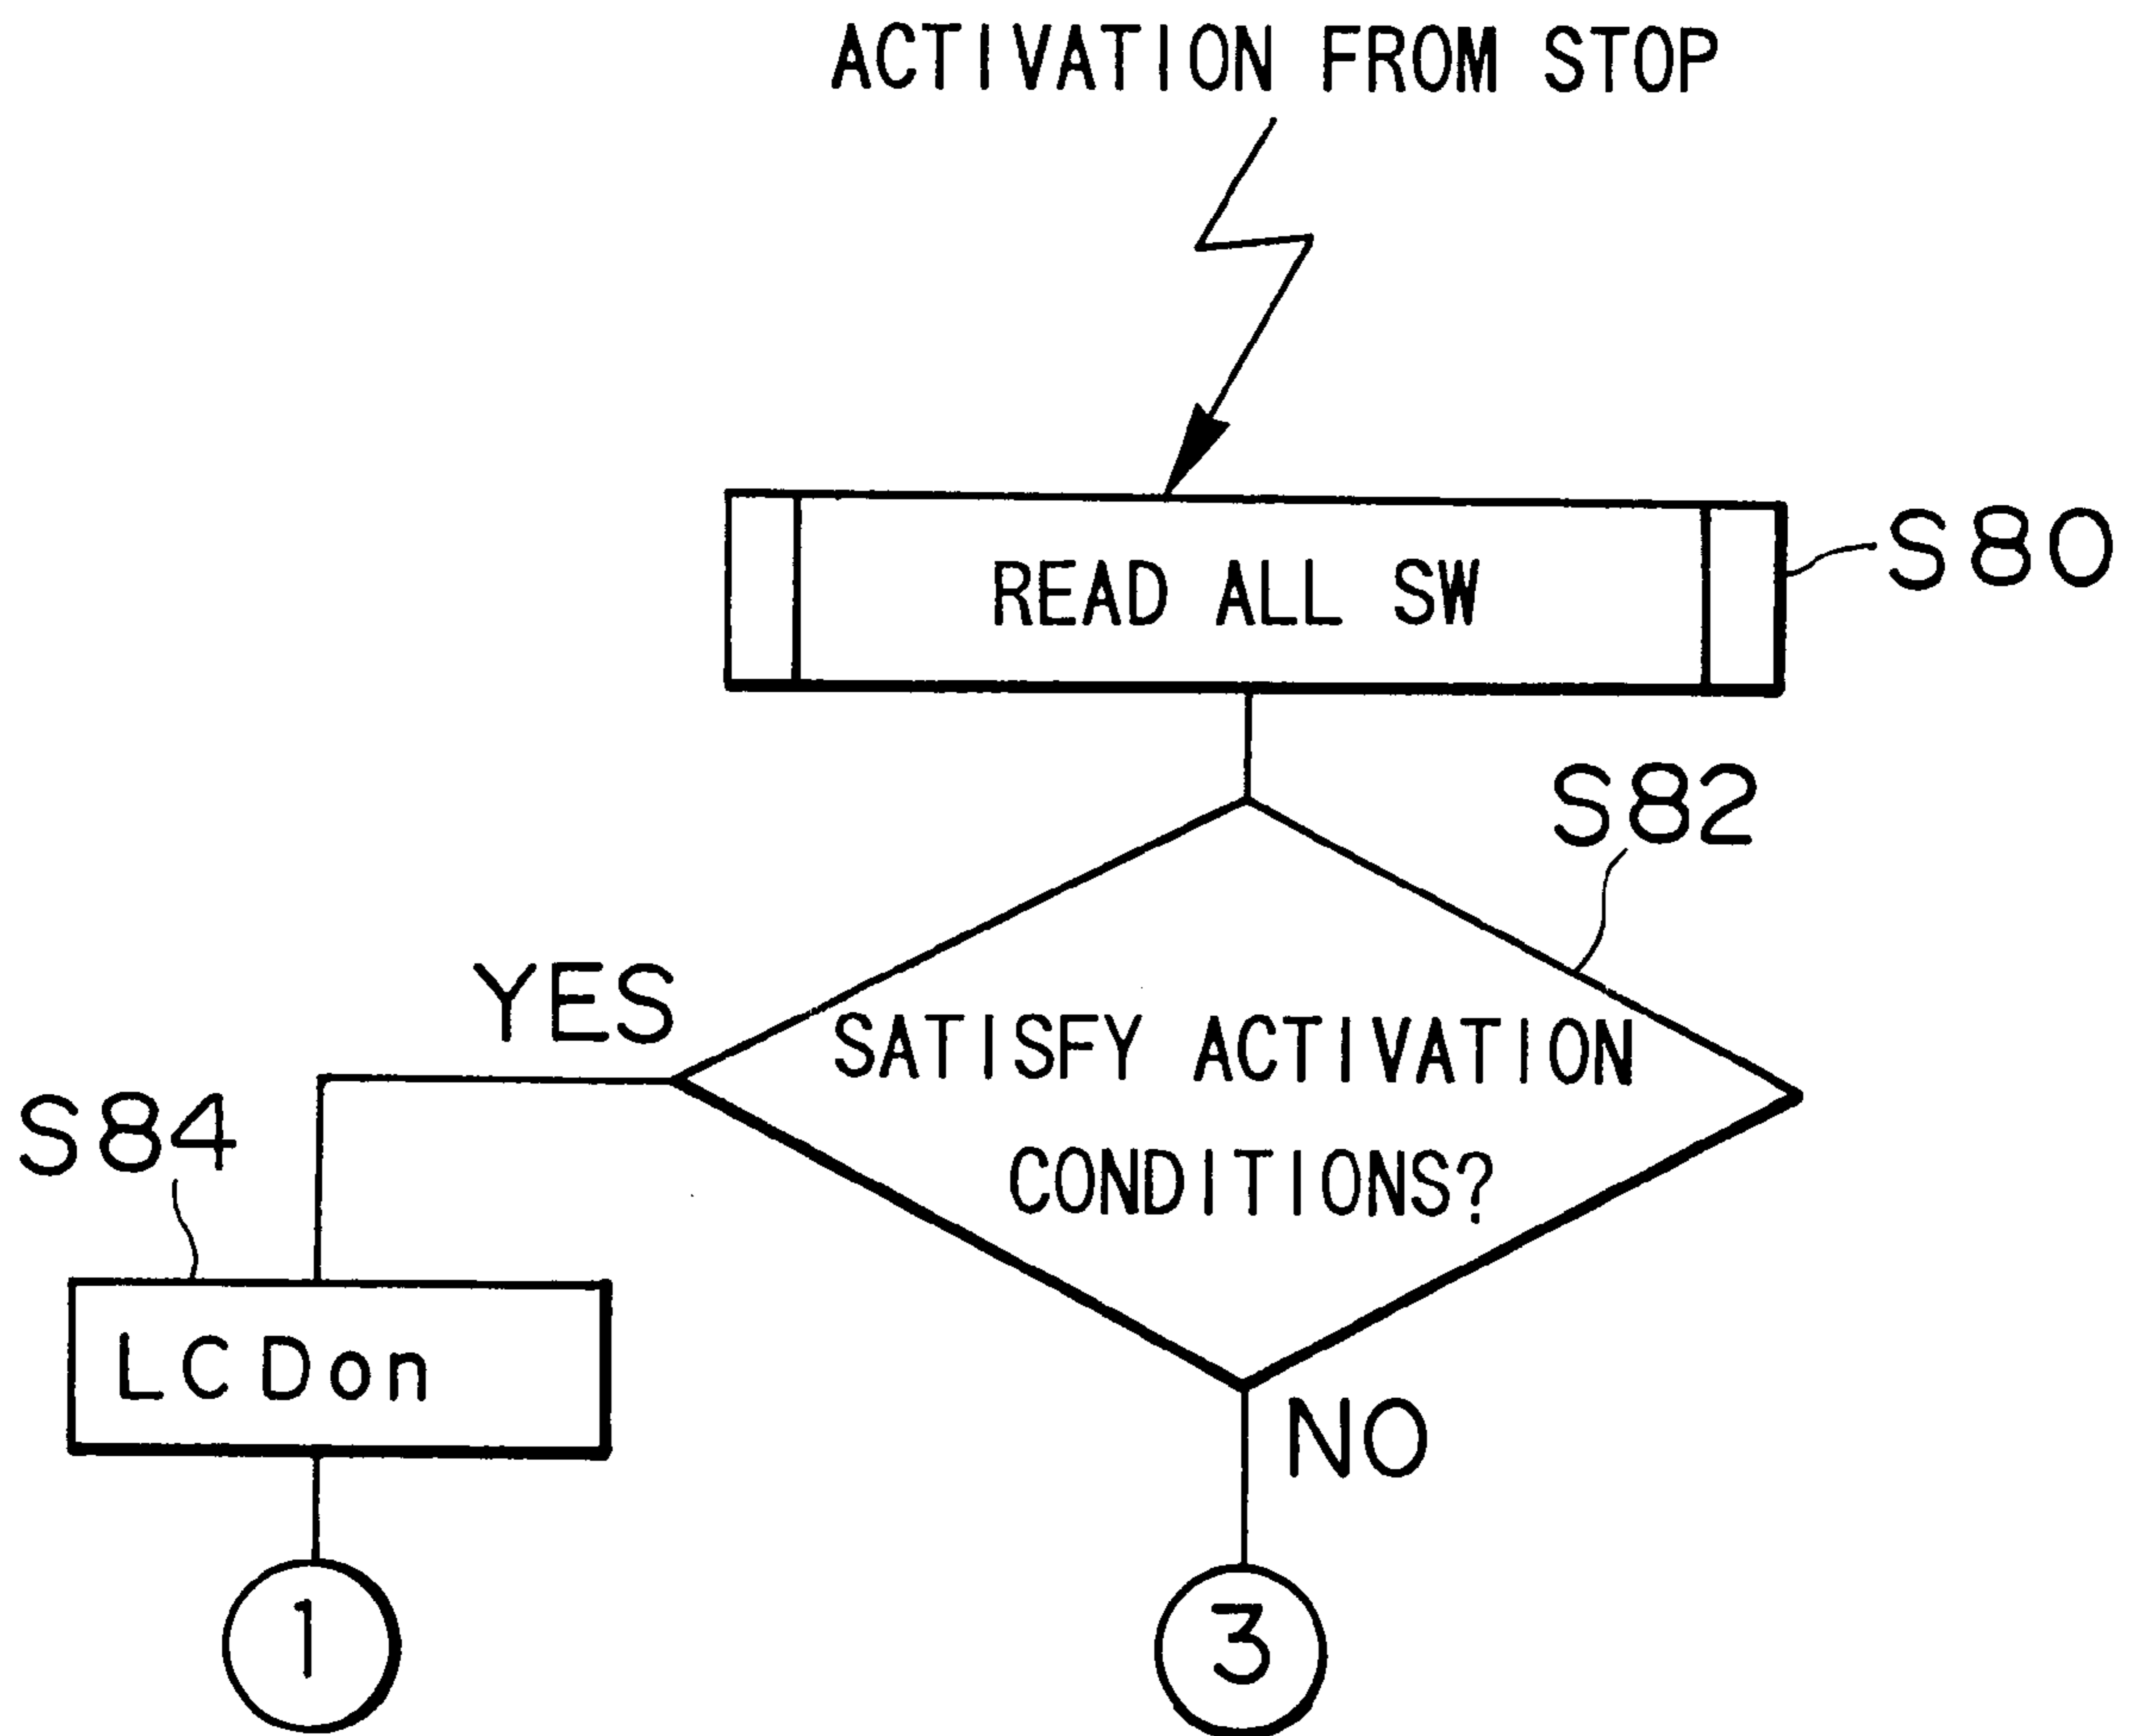 ACTIVATION FROM STOP
READ ALL SW
S80
S82
YES
SATISFY ACTIVATION
CONDITIONS?
S84
LCDon
NO
1
3